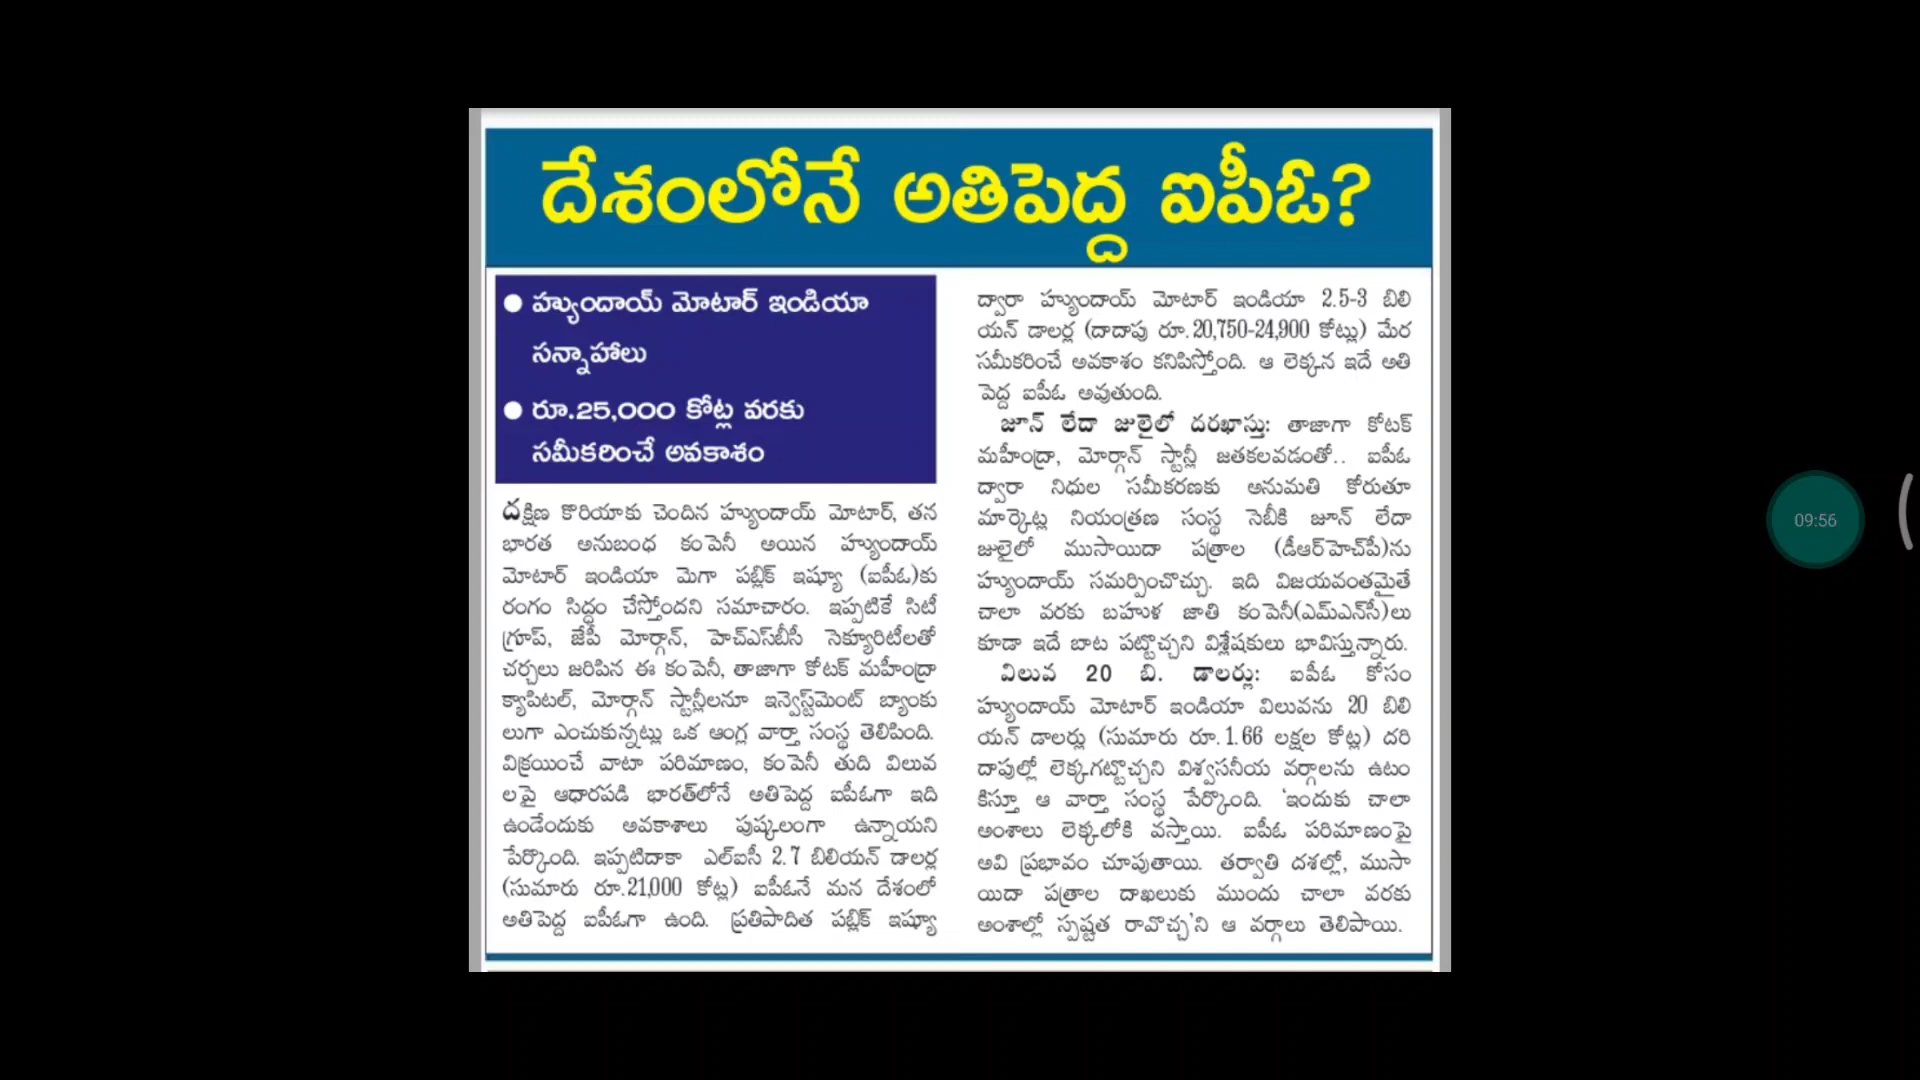 దేశంలోనే అతిపెద్ద ఐపీఓ?
● హ్యుందాయ్ మోటార్ ఇండియా
సన్నాహాలు
● రూ.25,000 కోట్ల వరకు
సమీకరించే అవకాశం
దక్షిణ కొరియాకు చెందిన హ్యుందాయ్ మోటార్, తన
భారత అనుబంధ కంపెనీ అయిన హ్యుందాయ్
మోటార్ ఇండియా మెగా పబ్లిక్ ఇష్యూ (ఐపీఓ)కు
రంగం సిద్ధం చేస్తోందని సమాచారం. ఇప్పటికే సిటీ
గ్రూప్, జేపీ మోర్గాన్, హెచ్ఎస్‌బీసీ సెక్యూరిటీలతో
చర్చలు జరిపిన ఈ కంపెనీ, తాజాగా కోటక్ మహీంద్రా
క్యాపిటల్, మోర్గాన్ స్టాన్లీలనూ ఇన్వెస్ట్‌మెంట్ బ్యాంకు
లుగా ఎంచుకున్నట్లు ఒక ఆంగ్ల వార్తా సంస్థ తెలిపింది.
విక్రయించే వాటా పరిమాణం, కంపెనీ తుది విలువ
లపై ఆధారపడి భారత్‌లోనే అతిపెద్ద ఐపీఓగా ఇది
ఉండేందుకు అవకాశాలు పుష్కలంగా ఉన్నాయని
పేర్కొంది. ఇప్పటిదాకా ఎల్ఐసీ 2.7 బిలియన్ డాలర్ల
(సుమారు రూ.21,000 కోట్ల) ఐపీఓనే మన దేశంలో
అతిపెద్ద ఐపీఓగా ఉంది. ప్రతిపాదిత పబ్లిక్ ఇష్యూ
ద్వారా హ్యుందాయ్ మోటార్ ఇండియా 2.5-3 బిలి
యన్ డాలర్ల (దాదాపు రూ.20,750-24,900 కోట్లు) మేర
సమీకరించే అవకాశం కనిపిస్తోంది. ఆ లెక్కన ఇదే అతి
పెద్ద ఐపీఓ అవుతుంది.
జూన్ లేదా జులైలో దరఖాస్తు: తాజాగా కోటక్
మహీంద్రా, మోర్గాన్ స్టాన్లీ జతకలవడంతో.. ఐపీఓ
ద్వారా నిధుల సమీకరణకు అనుమతి కోరుతూ
మార్కెట్ల నియంత్రణ సంస్థ సెబీకి జూన్ లేదా
జులైలో ముసాయిదా పత్రాల (డీఆర్‌హెచ్‌పీ)ను
హ్యుందాయ్ సమర్పించొచ్చు. ఇది విజయవంతమైతే
చాలా వరకు బహుళ జాతి కంపెనీ(ఎమ్ఎన్‌సీ)లు
కూడా ఇదే బాట పట్టొచ్చని విశ్లేషకులు భావిస్తున్నారు.
విలువ 20 బి. డాలర్లు: ఐపీఓ కోసం
హ్యుందాయ్ మోటార్ ఇండియా విలువను 20 బిలి
యన్ డాలర్లు (సుమారు రూ.1.66 లక్షల కోట్ల) దరి
దాపుల్లో లెక్కగట్టొచ్చని విశ్వసనీయ వర్గాలను ఉటం
కిస్తూ ఆ వార్తా సంస్థ పేర్కొంది. 'ఇందుకు చాలా
అంశాలు లెక్కలోకి వస్తాయి. ఐపీఓ పరిమాణంపై
అవి ప్రభావం చూపుతాయి. తర్వాతి దశల్లో, ముసా
యిదా పత్రాల దాఖలుకు ముందు చాలా వరకు
అంశాల్లో స్పష్టత రావొచ్చ'ని ఆ వర్గాలు తెలిపాయి.
09:56